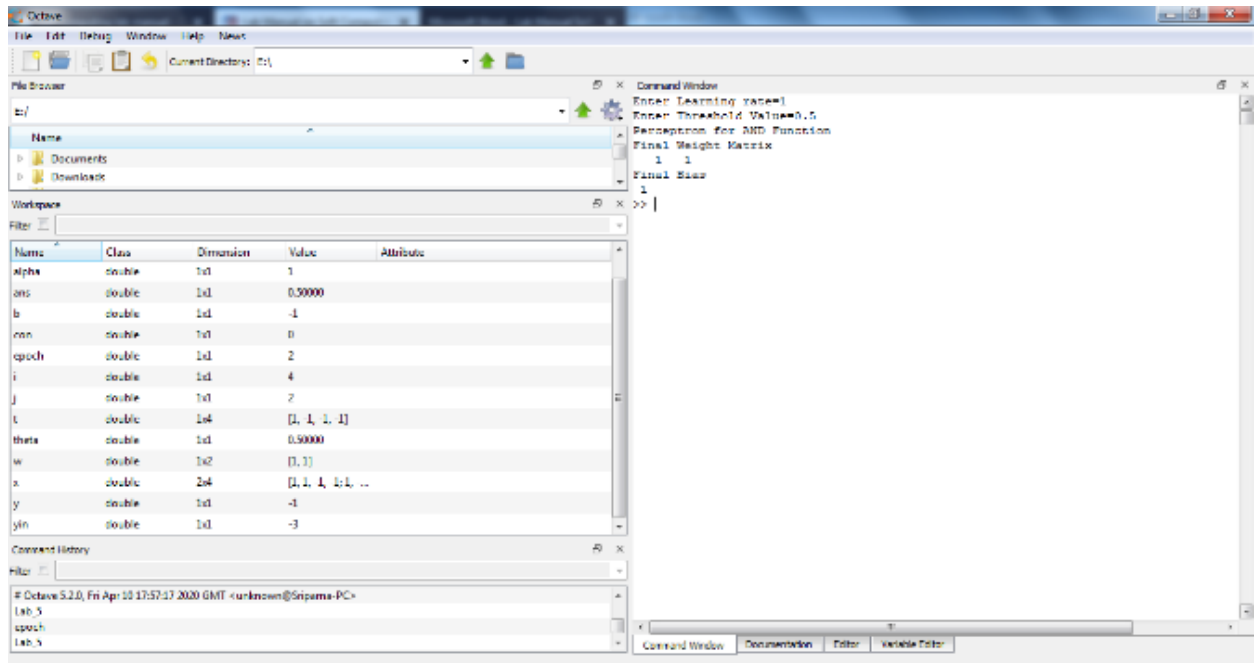 Octave
File Edit Debug Window Help News
Current Directory: E:\
File Browser
E:/
Name
Documents
Downloads
Workspace
Filter
Name Class Dimension Value Attribute
alpha double 1x1 1
ans double 1x1 0.50000
b double 1x1 -1
con double 1x1 0
epoch double 1x1 2
i double 1x1 4
j double 1x1 2
t double 1x4 [1, -1, -1, -1]
theta double 1x1 0.50000
w double 1x2 [1, 1]
x double 2x4 [1, 1, -1, -1; 1, ...
y double 1x1 -1
yin double 1x1 -3
Command History
Filter
# Octave 5.2.0, Fri Apr 10 17:57:17 2020 GMT <unknown@Sriparna-PC>
Lab_5
epoch
Lab_5
Command Window
Enter Learning rate=1
Enter Threshold Value=0.5
Perceptron for AND Function
Final Weight Matrix
1 1
Final Bias
1
>>
Command Window Documentation Editor Variable Editor